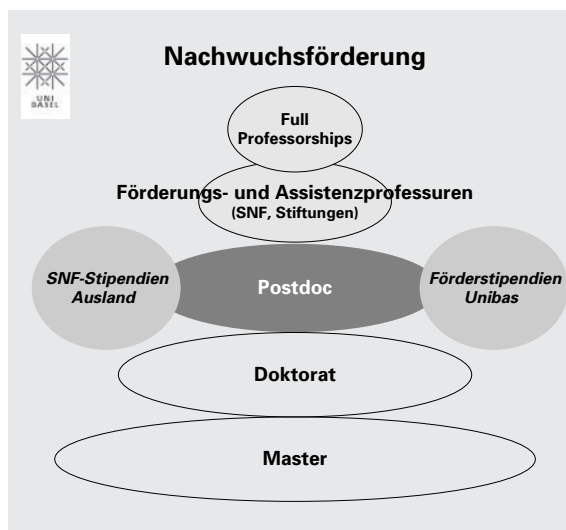 UNI
BASEL
Nachwuchsförderung
Full
Professorships
Förderungs- und Assistenzprofessuren
(SNF, Stiftungen)
SNF-Stipendien
Ausland
Postdoc
Förderstipendien
Unibas
Doktorat
Master